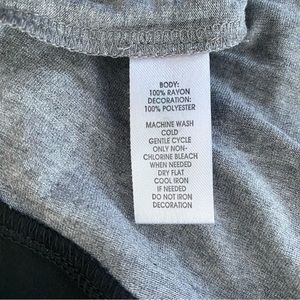 BODY:
100% RAYON
DECORATION:
100% POLYESTER
MACHINE WASH
COLD
GENTLE CYCLE
ONLY NON-
CHLORINE BLEACH
WHEN NEEDED
DRY FLAT
COOL IRON
IF NEEDED
DO NOT IRON
DECORATION